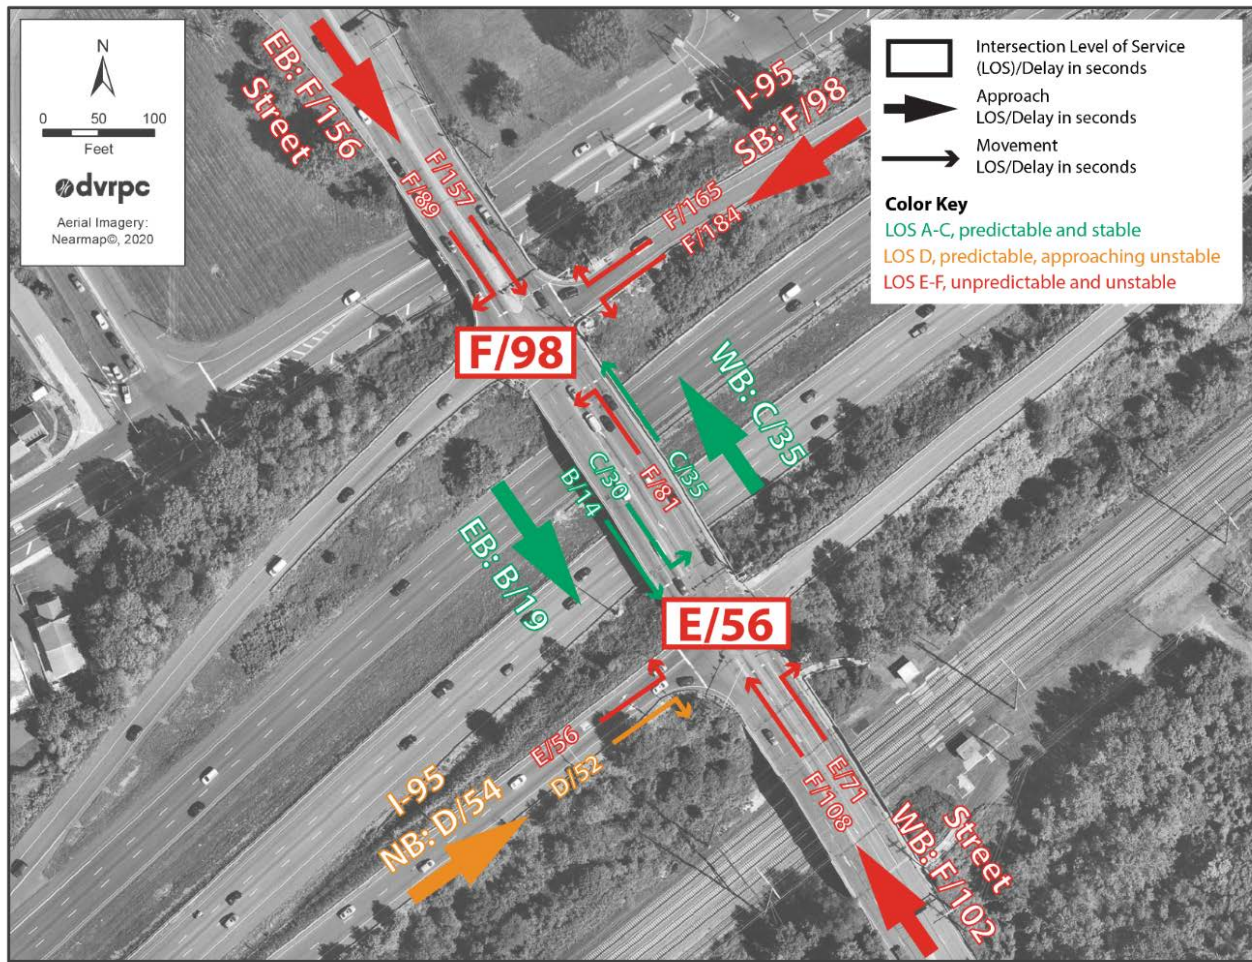 N
0 50 100
Feet
dvrpc
Aerial Imagery:
Nearmap©, 2020
EB: F/156
Street
I-95
SB: F/98
Intersection Level of Service
(LOS)/Delay in seconds
Approach
LOS/Delay in seconds
Movement
LOS/Delay in seconds
Color Key
LOS A-C, predictable and stable
LOS D, predictable, approaching unstable
LOS E-F, unpredictable and unstable
F/157
F/89
F/165
F/184
F/98
WB: C/35
C/35
F/81
C/30
B/14
EB: B/19
E/56
E/56
D/52
I-95
NB: D/54
E/71
F/108
Street
WB: F/102